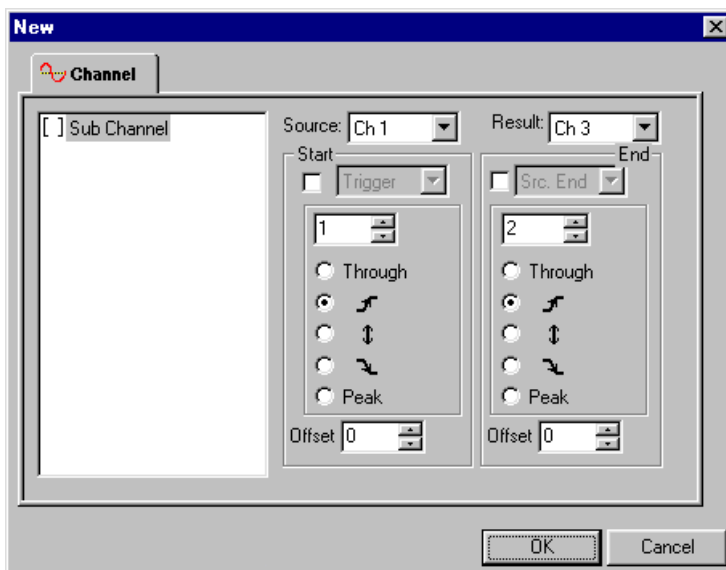 New
Channel
[ ] Sub Channel
Source: Ch 1
Result: Ch 3
Start
Trigger
1
Through
Peak
Offset 0
End
Src. End
2
Through
Peak
Offset 0
OK
Cancel